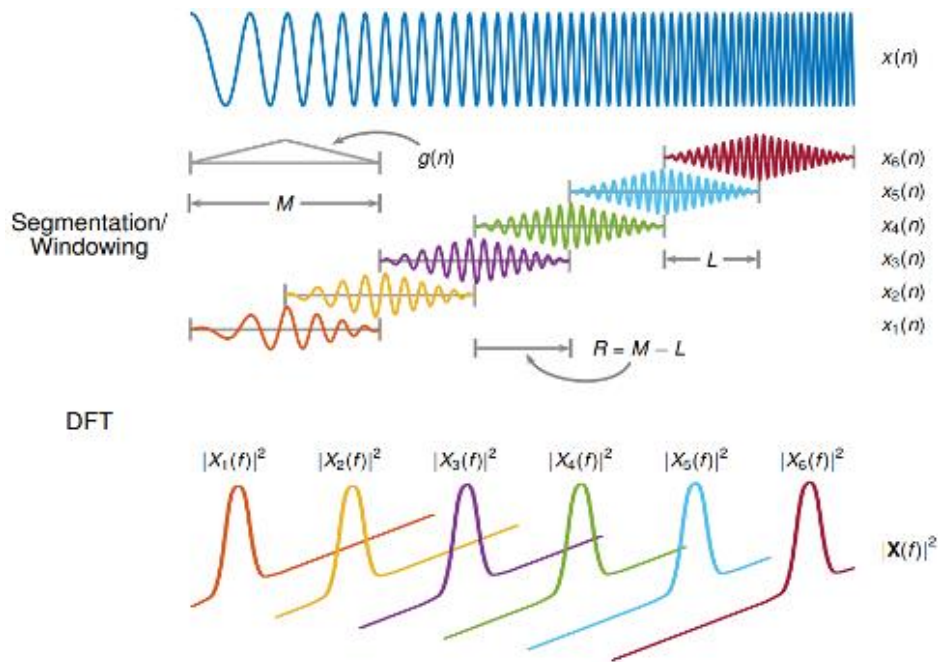 x(n)
g(n)
x₆(n)
M
x₅(n)
Segmentation/
Windowing
x₄(n)
x₃(n)
L
x₂(n)
x₁(n)
R = M − L
DFT
|X₁(f)|² |X₂(f)|² |X₃(f)|² |X₄(f)|² |X₅(f)|² |X₆(f)|²
|X(f)|²